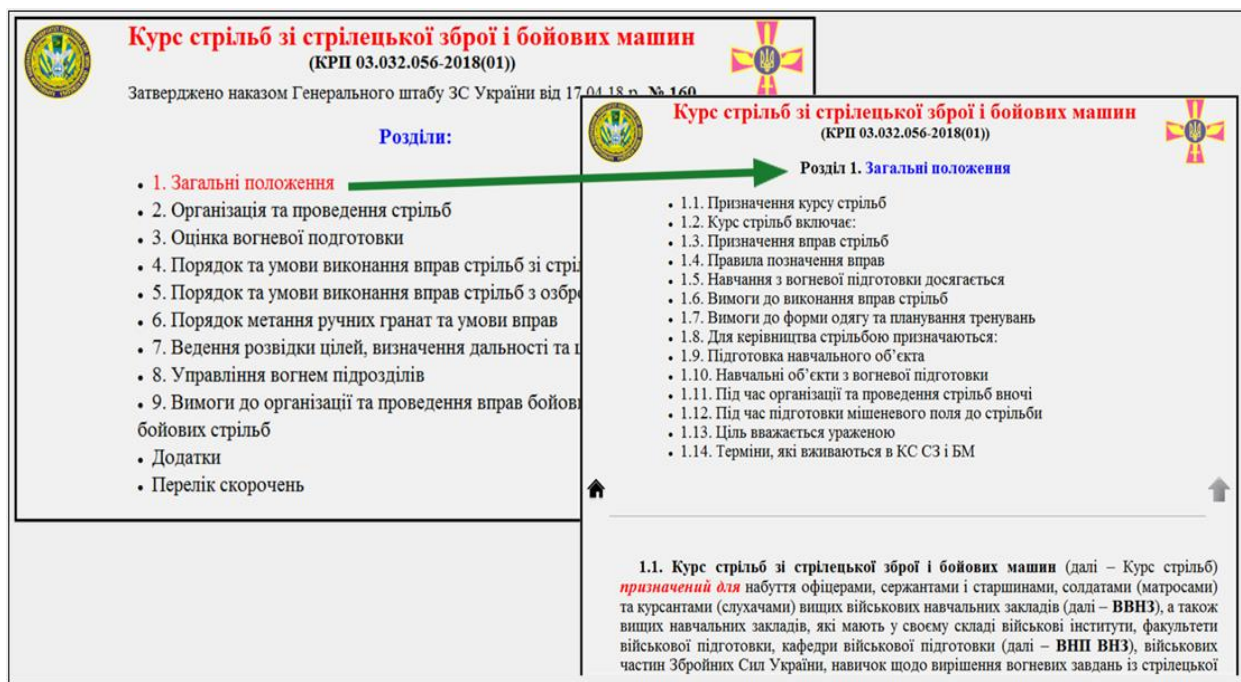 Курс стрільб зі стрілецької зброї і бойових машин
(КРП 03.032.056-2018(01))
Затверджено наказом Генерального штабу ЗС України від 17.04.18 р. № 160
Розділи:
• 1. Загальні положення
• 2. Організація та проведення стрільб
• 3. Оцінка вогневої подготовки
• 4. Порядок та умови виконання вправ стрільб зі
• 5. Порядок та умови виконання вправ стрільб з
• 6. Порядок метання ручних гранат та умови вправ
• 7. Ведення розвідки цілей, визначення дальності та
• 8. Управління вогнем підрозділів
• 9. Вимоги до організації та проведення вправ
бойових стрільб
• Додатки
• Перелік скорочень
Курс стрільб зі стрілецької зброї і бойових машин
(КРП 03.032.056-2018(01))
Розділ 1. Загальні положення
• 1.1. Призначення курсу стрільб
• 1.2. Курс стрільб включає:
• 1.3. Призначення вправ стрільб
• 1.4. Правила позначення вправ
• 1.5. Навчання з вогневої підготовки досягається
• 1.6. Вимоги до виконання вправ стрільб
• 1.7. Вимоги до форми одягу та планування тренувань
• 1.8. Для керівництва стрільбою призначаються:
• 1.9. Підготовка навчального об’єкта
• 1.10. Навчальні об’єкти з вогневої підготовки
• 1.11. Під час організації та проведення стрільб вночі
• 1.12. Під час підготовки мішеневого поля до стрільби
• 1.13. Ціль вважається ураженою
• 1.14. Терміни, які вживаються в КС СЗ і БМ
1.1. Курс стрільб зі стрілецької зброї і бойових машин (далі – Курс стрільб)
призначений для набуття офіцерами, сержантами і старшинами, солдатами (матросами)
та курсантами (слухачами) вищих військових навчальних закладів (далі – ВВНЗ), а також
вищих навчальних закладів, які мають у своєму складі військові інститути, факультети
військової підготовки, кафедри військової підготовки (далі – ВНП ВНЗ), військових
частин Збройних Сил України, навичок щодо вирішення вогневих завдань із стрілецької